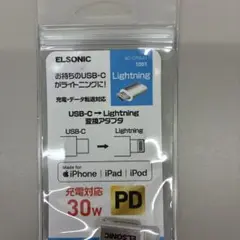 ELSONIC
お持ちのUSB-C
がライトニングに!
充電・データ転送対応
Lightning
USB-C → Lightning
変換アダプタ
USB-C
Lightning
Made for
iPhone | iPad | iPod
充電対応
30W
PD
ELSONIC